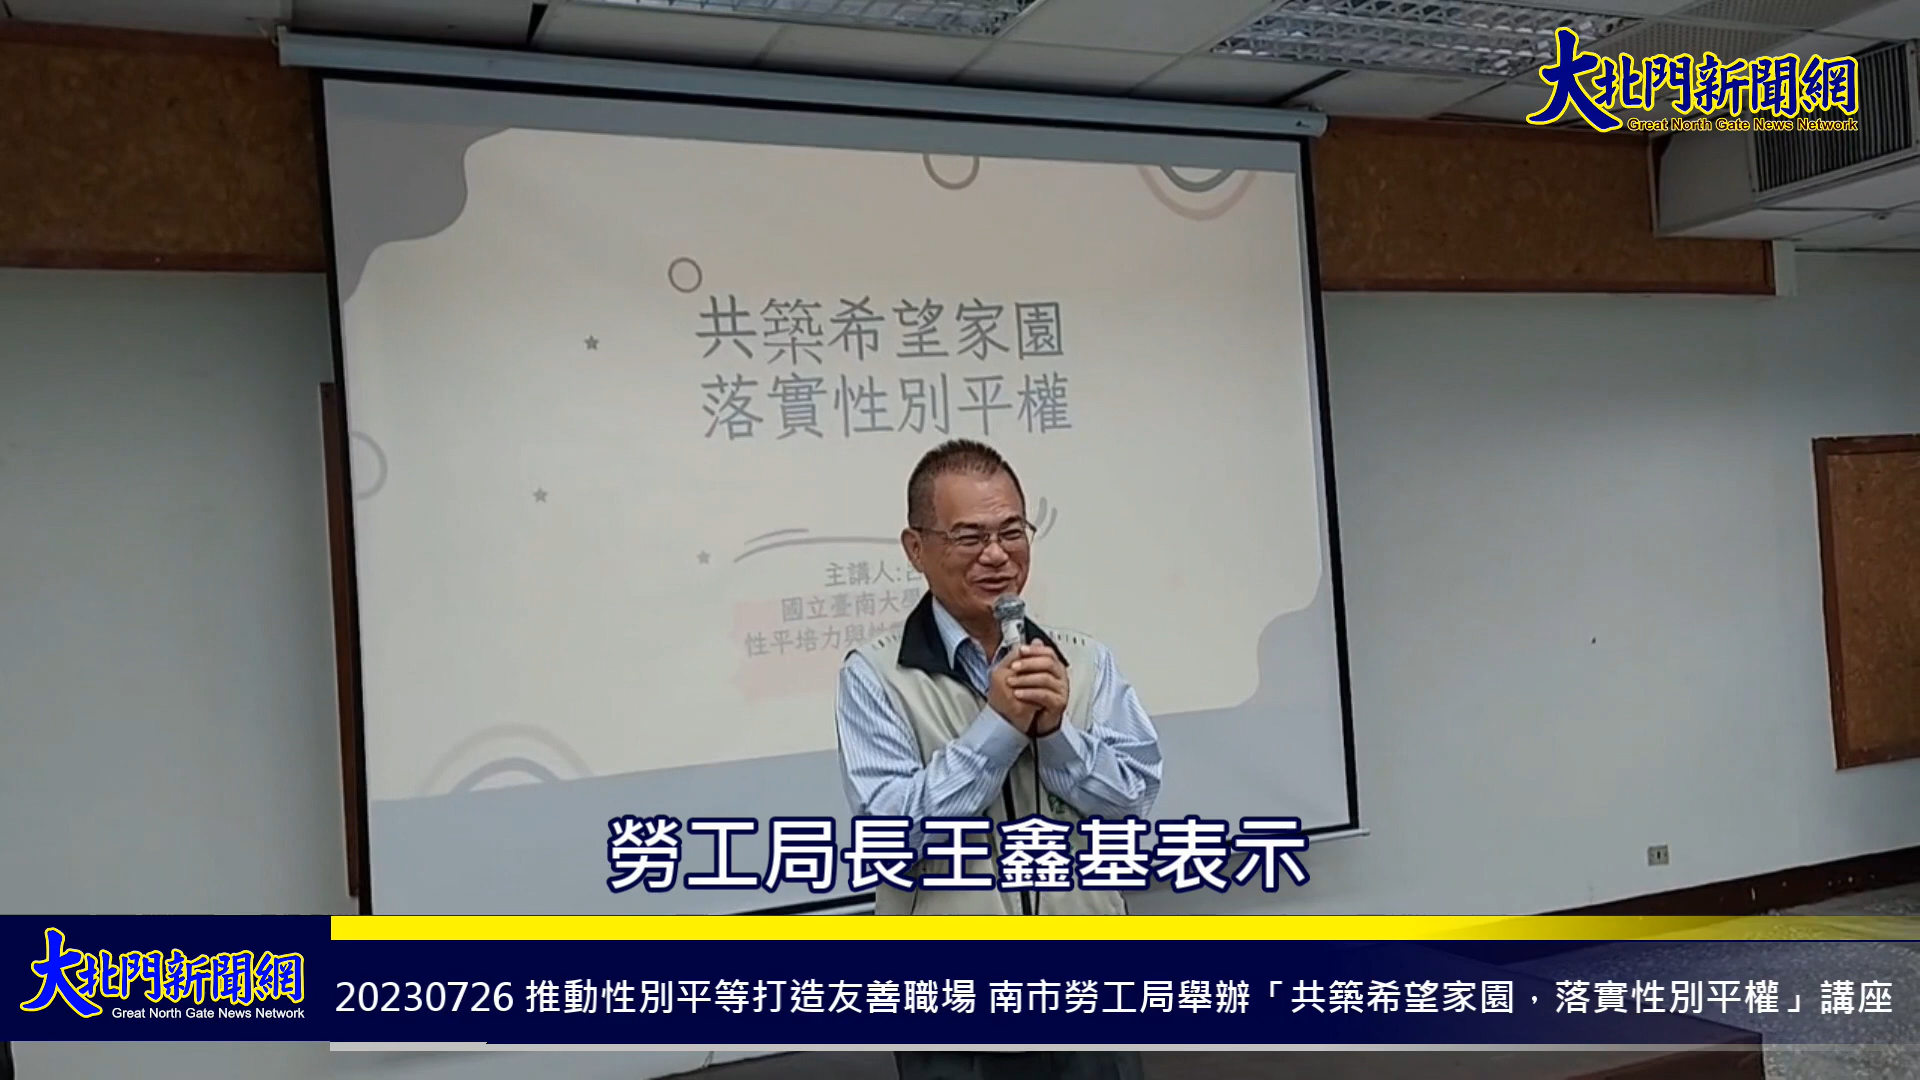 大北門新聞網
Great North Gate News Network
共築希望家園
落實性別平權
主講人:
國立臺南大學
性平培力與
勞工局長王鑫基表示
大北門新聞網
Great North Gate News Network
20230726 推動性別平等打造友善職場 南市勞工局舉辦「共築希望家園，落實性別平權」講座